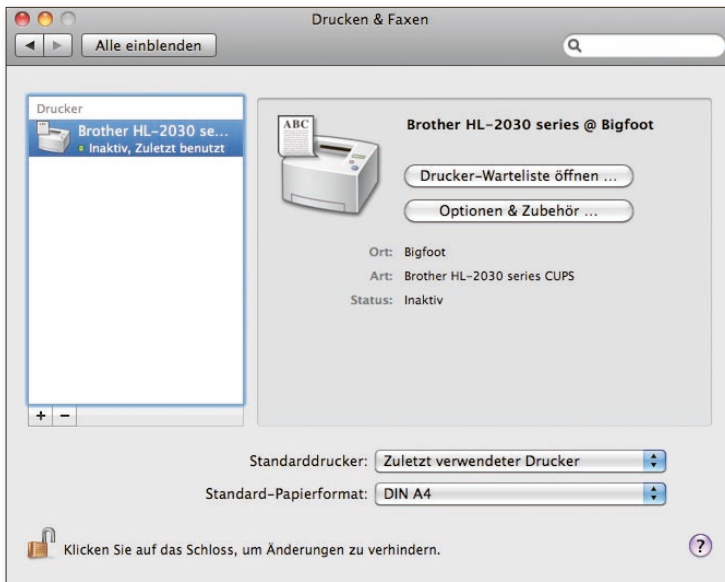 Drucken & Faxen
Alle einblenden
Drucker
Brother HL-2030 se...
Inaktiv, Zuletzt benutzt
ABC
Brother HL-2030 series @ Bigfoot
Drucker-Warteliste öffnen ...
Optionen & Zubehör ...
Ort: Bigfoot
Art: Brother HL-2030 series CUPS
Status: Inaktiv
+ −
Standarddrucker: Zuletzt verwendeter Drucker
Standard-Papierformat: DIN A4
Klicken Sie auf das Schloss, um Änderungen zu verhindern.
?